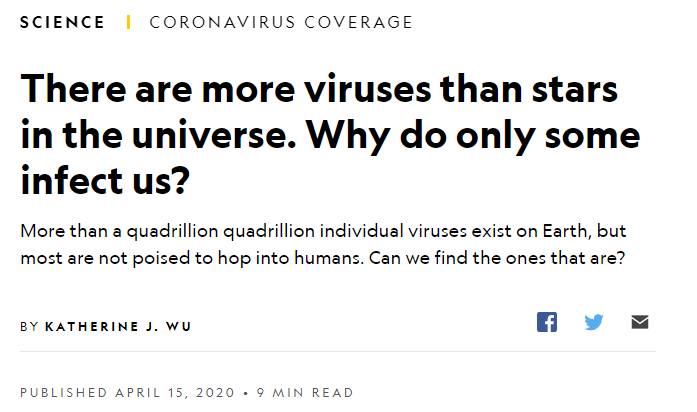 SCIENCE | CORONAVIRUS COVERAGE
There are more viruses than stars
in the universe. Why do only some
infect us?
More than a quadrillion quadrillion individual viruses exist on Earth, but
most are not poised to hop into humans. Can we find the ones that are?
BY KATHERINE J. WU
PUBLISHED APRIL 15, 2020 • 9 MIN READ